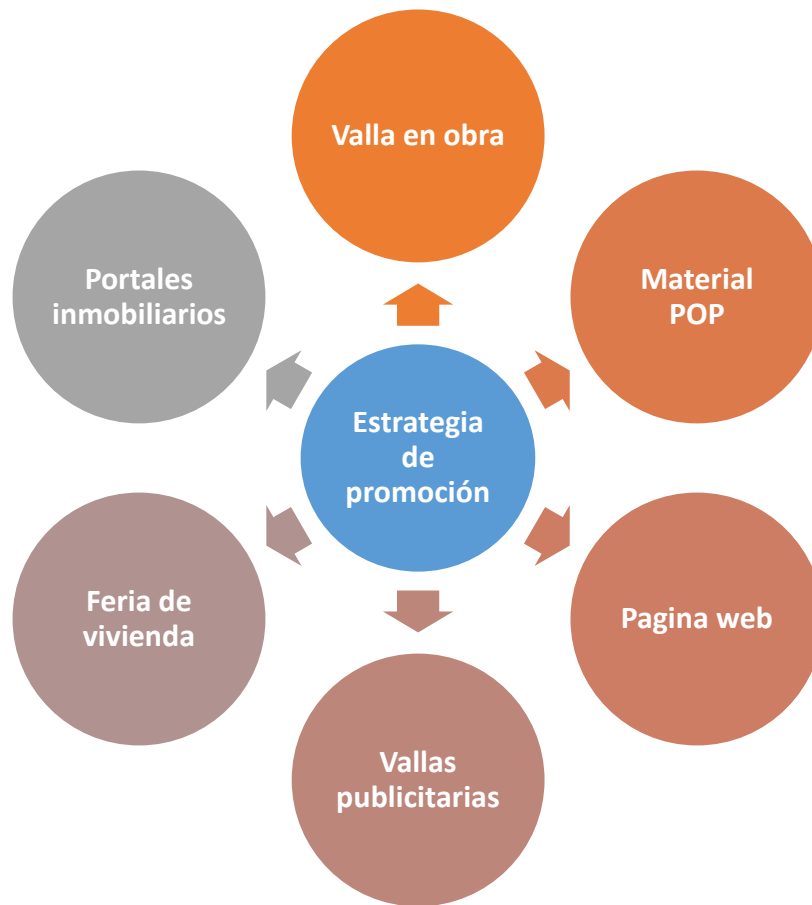 Valla en obra
Portales
inmobiliarios
Material
POP
Estrategia
de
promoción
Feria de
vivienda
Pagina web
Vallas
publicitarias